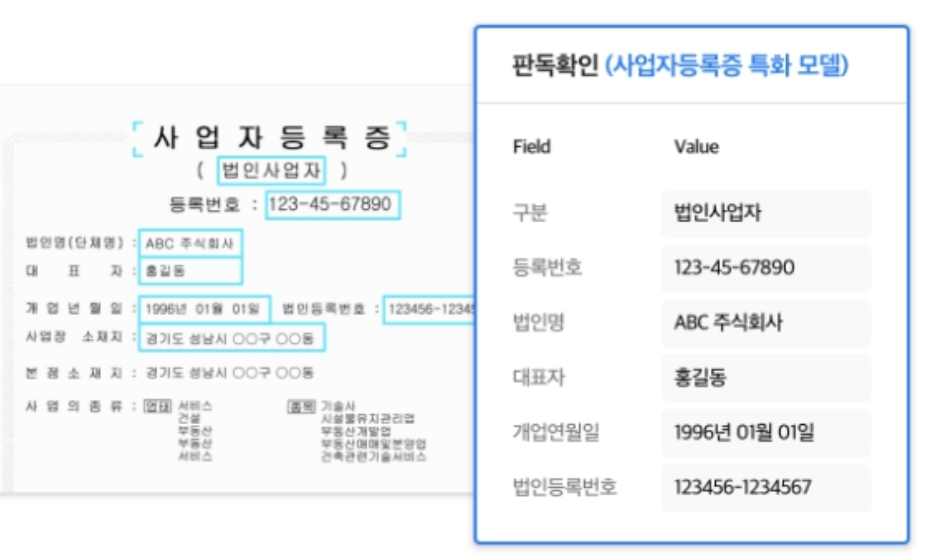 사업자등록증
( 법인사업자 )
등록번호 : 123-45-67890
법인명(단체명) : ABC 주식회사
대 표 자 : 홍길동
개 업 년 월 일 : 1996년 01월 01일 법인등록번호 : 123456-12345
사업장 소재지 : 경기도 성남시 ○○구 ○○동
본 점 소 재 지 : 경기도 성남시 ○○구 ○○동
사 업 의 종 류 : 업태 서비스 종목 기술사
건설 시설물유지관리업
부동산 부동산개발업
부동산 부동산매매및분양업
서비스 건축관련기술서비스
판독확인 (사업자등록증 특화 모델)
Field Value
구분 법인사업자
등록번호 123-45-67890
법인명 ABC 주식회사
대표자 홍길동
개업연월일 1996년 01월 01일
법인등록번호 123456-1234567